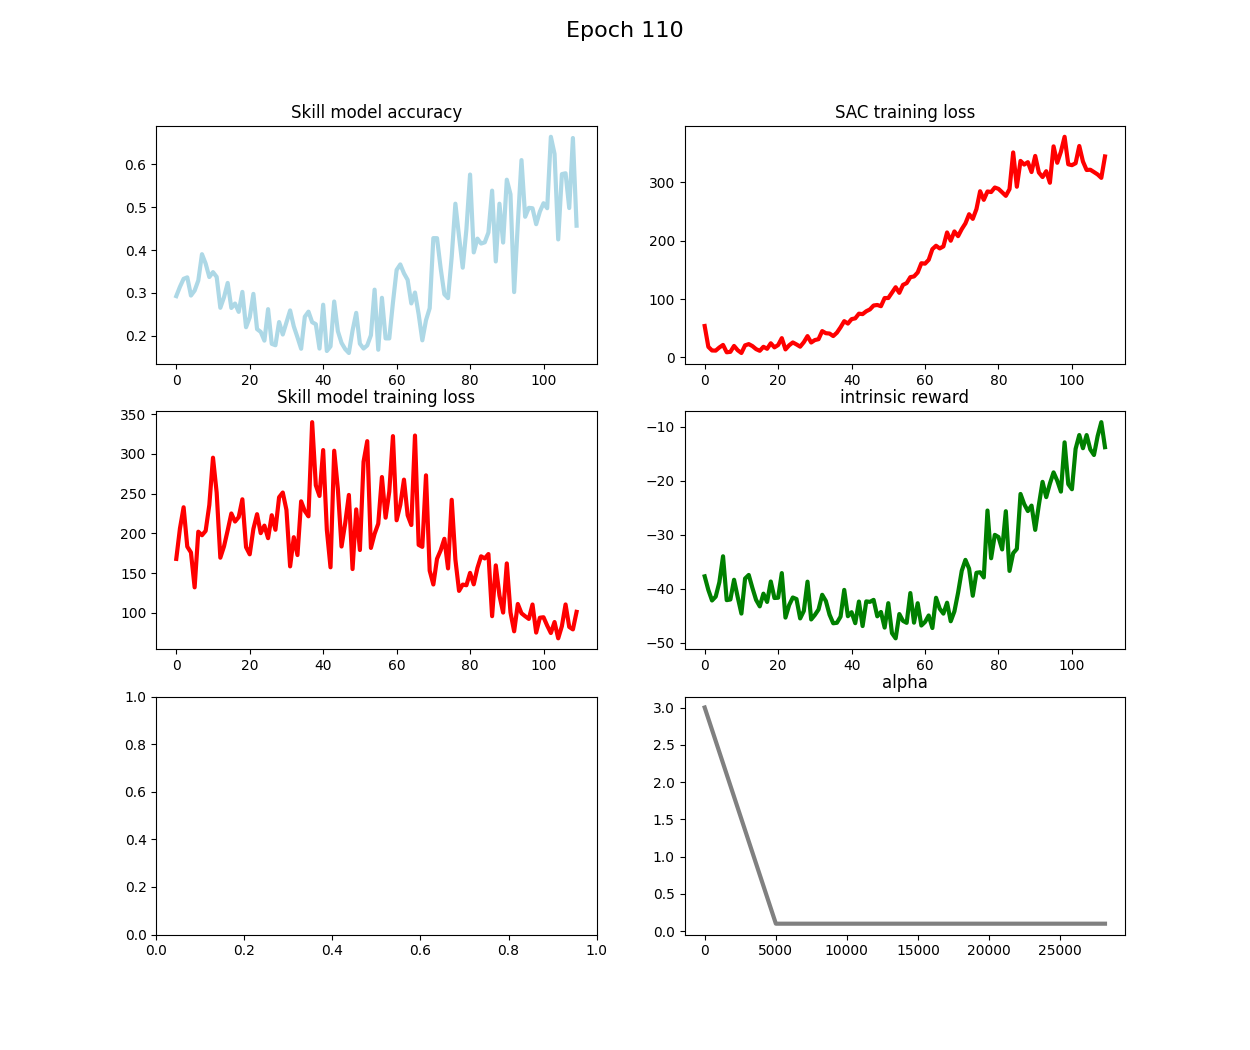 Epoch 110
Skill model accuracy
0.6
0.5
0.4
0.3
0.2
0 20 40 60 80 100
SAC training loss
300
200
100
0
0 20 40 60 80 100
Skill model training loss
350
300
250
200
150
100
0 20 40 60 80 100
intrinsic reward
−10
−20
−30
−40
−50
0 20 40 60 80 100
1.0
0.8
0.6
0.4
0.2
0.0
0.0 0.2 0.4 0.6 0.8 1.0
alpha
3.0
2.5
2.0
1.5
1.0
0.5
0.0
0 5000 10000 15000 20000 25000